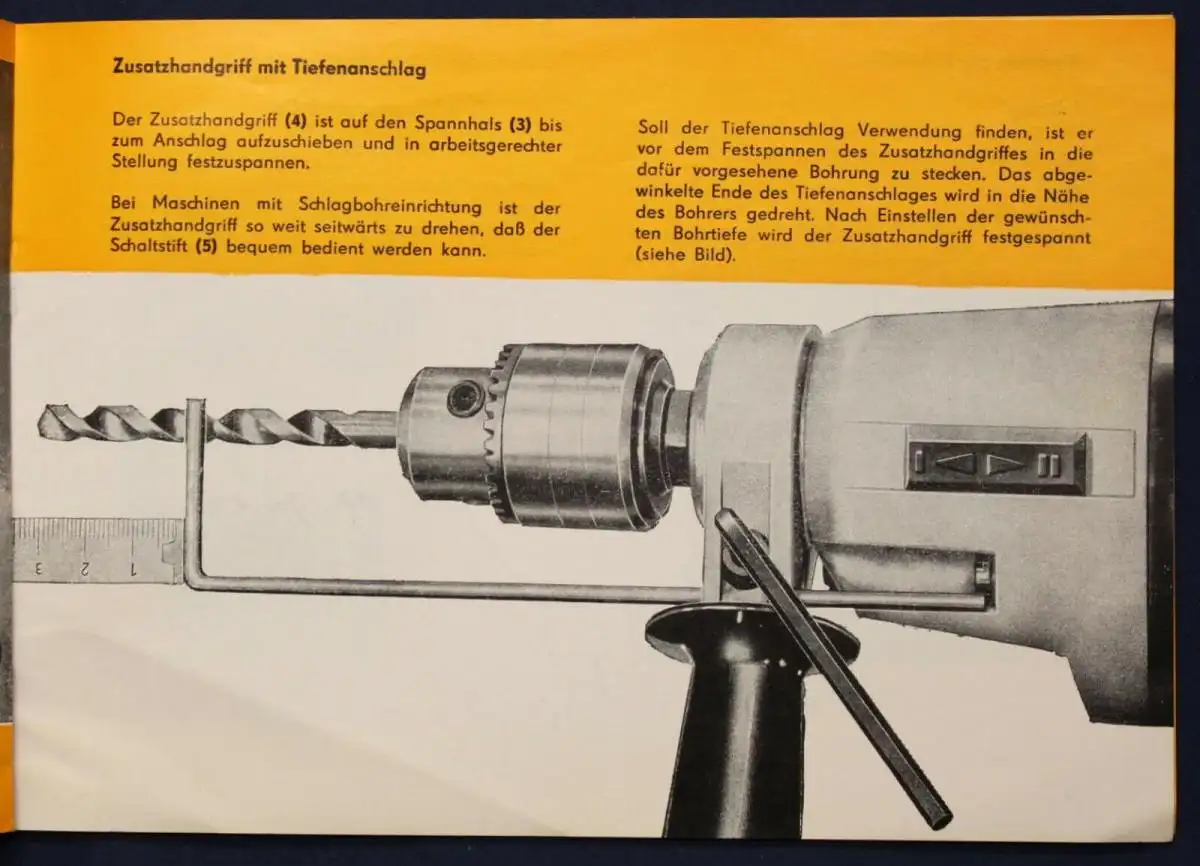 Zusatzhandgriff mit Tiefenanschlag
Der Zusatzhandgriff (4) ist auf den Spannhals (3) bis
zum Anschlag aufzuschieben und in arbeitsgerechter
Stellung festzuspannen.
Bei Maschinen mit Schlagbohreinrichtung ist der
Zusatzhandgriff so weit seitwärts zu drehen, daß der
Schaltstift (5) bequem bedient werden kann.
Soll der Tiefenanschlag Verwendung finden, ist er
vor dem Festspannen des Zusatzhandgriffes in die
dafür vorgesehene Bohrung zu stecken. Das abge-
winkelte Ende des Tiefenanschlages wird in die Nähe
des Bohrers gedreht. Nach Einstellen der gewünsch-
ten Bohrtiefe wird der Zusatzhandgriff festgespannt
(siehe Bild).
I ◁ ▷ II
3 2 1